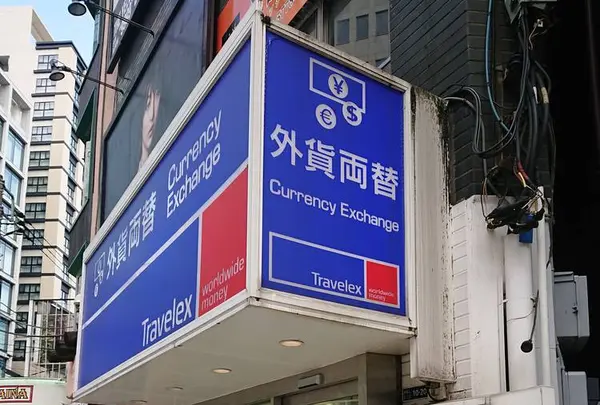 外貨両替
Currency
Exchange
Travelex
worldwide
money
¥
€
$
外貨両替
Currency Exchange
Travelex
worldwide
money